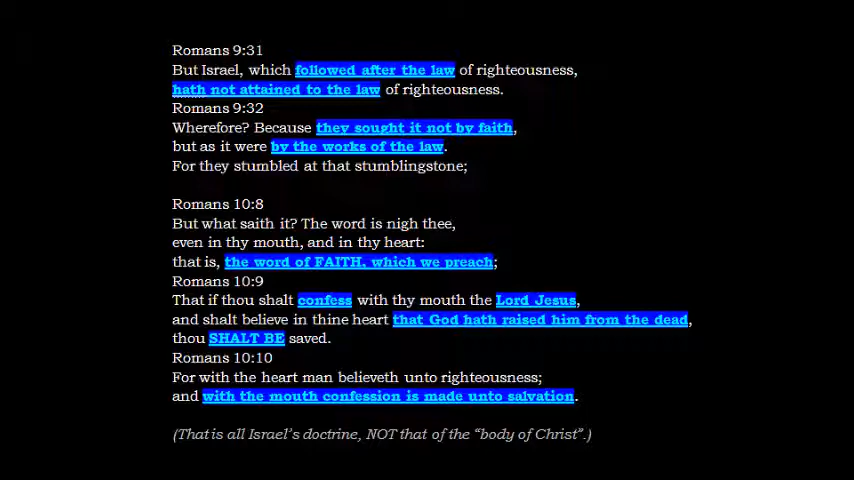 Romans 9:31
But Israel, which followed after the law of righteousness,
hath not attained to the law of righteousness.
Romans 9:32
Wherefore? Because they sought it not by faith,
but as it were by the works of the law.
For they stumbled at that stumblingstone;
Romans 10:8
But what saith it? The word is nigh thee,
even in thy mouth, and in thy heart:
that is, the word of FAITH, which we preach;
Romans 10:9
That if thou shalt confess with thy mouth the Lord Jesus,
and shalt believe in thine heart that God hath raised him from the dead,
thou SHALT BE saved.
Romans 10:10
For with the heart man believeth unto righteousness;
and with the mouth confession is made unto salvation.
(That is all Israel's doctrine, NOT that of the "body of Christ".)